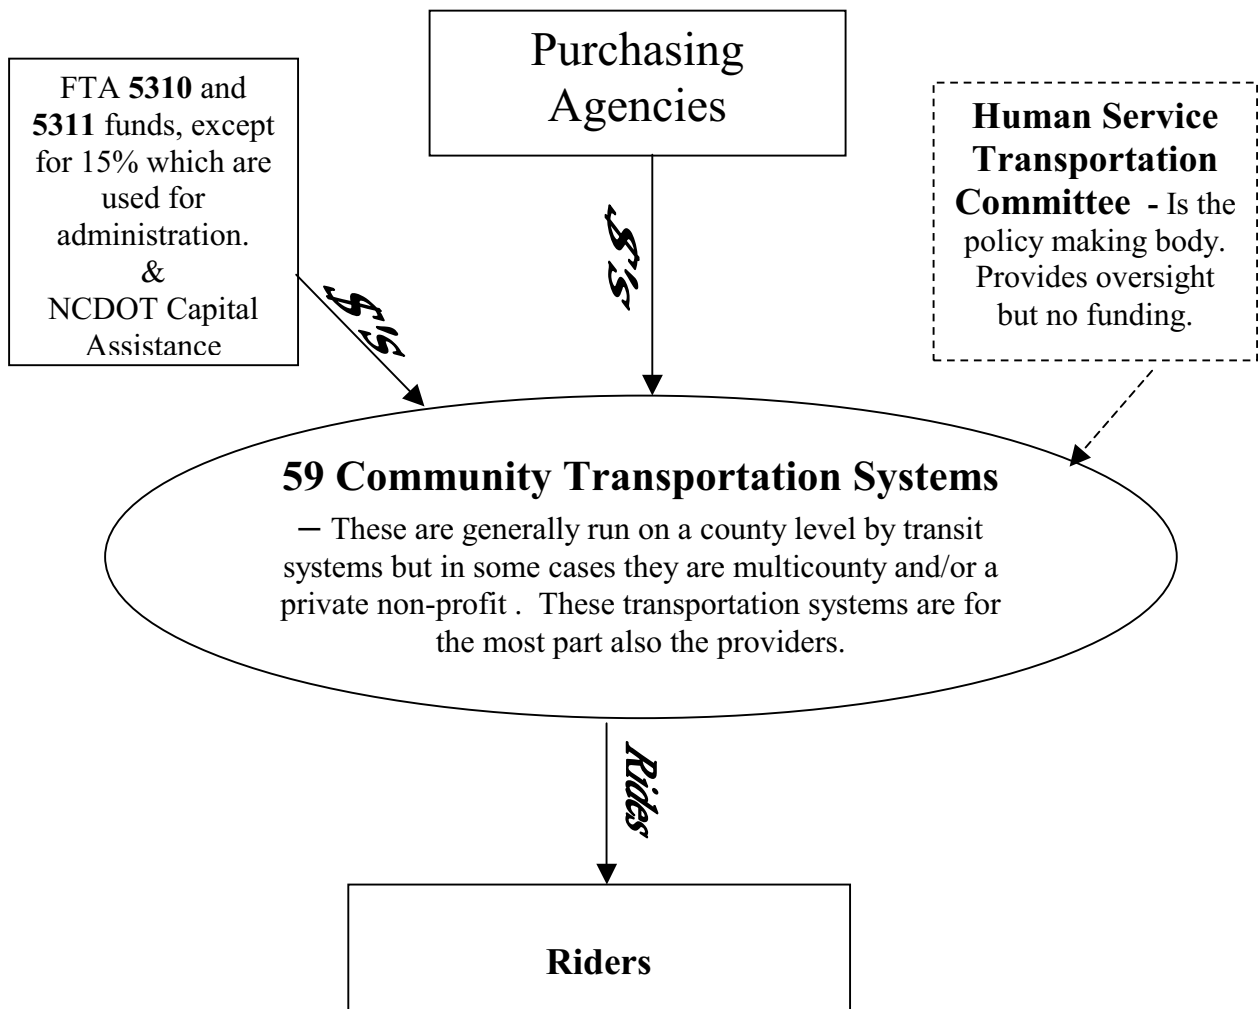 Purchasing
Agencies
FTA 5310 and
5311 funds, except
for 15% which are
used for
administration.
&
NCDOT Capital
Assistance
Human Service
Transportation
Committee - Is the
policy making body.
Provides oversight
but no funding.
$'s
$'s
59 Community Transportation Systems
– These are generally run on a county level by transit
systems but in some cases they are multicounty and/or a
private non-profit . These transportation systems are for
the most part also the providers.
Rides
Riders